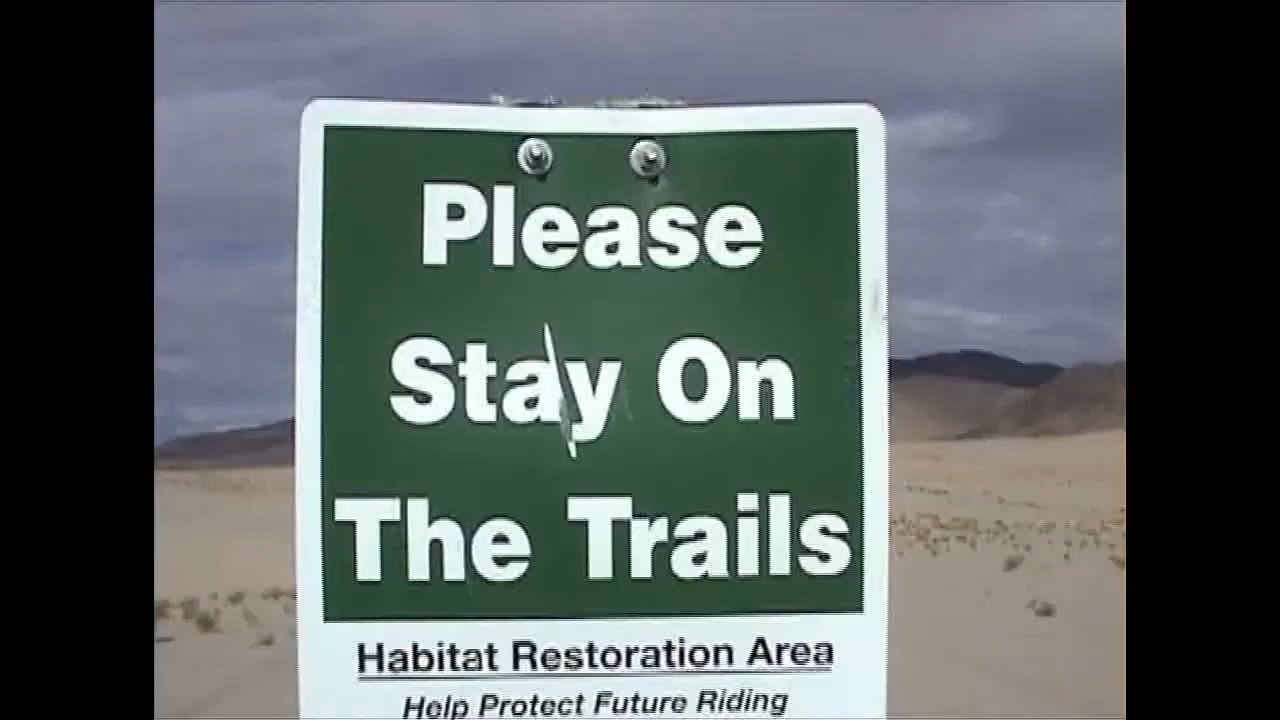 Please
Stay On
The Trails
Habitat Restoration Area
Help Protect Future Riding